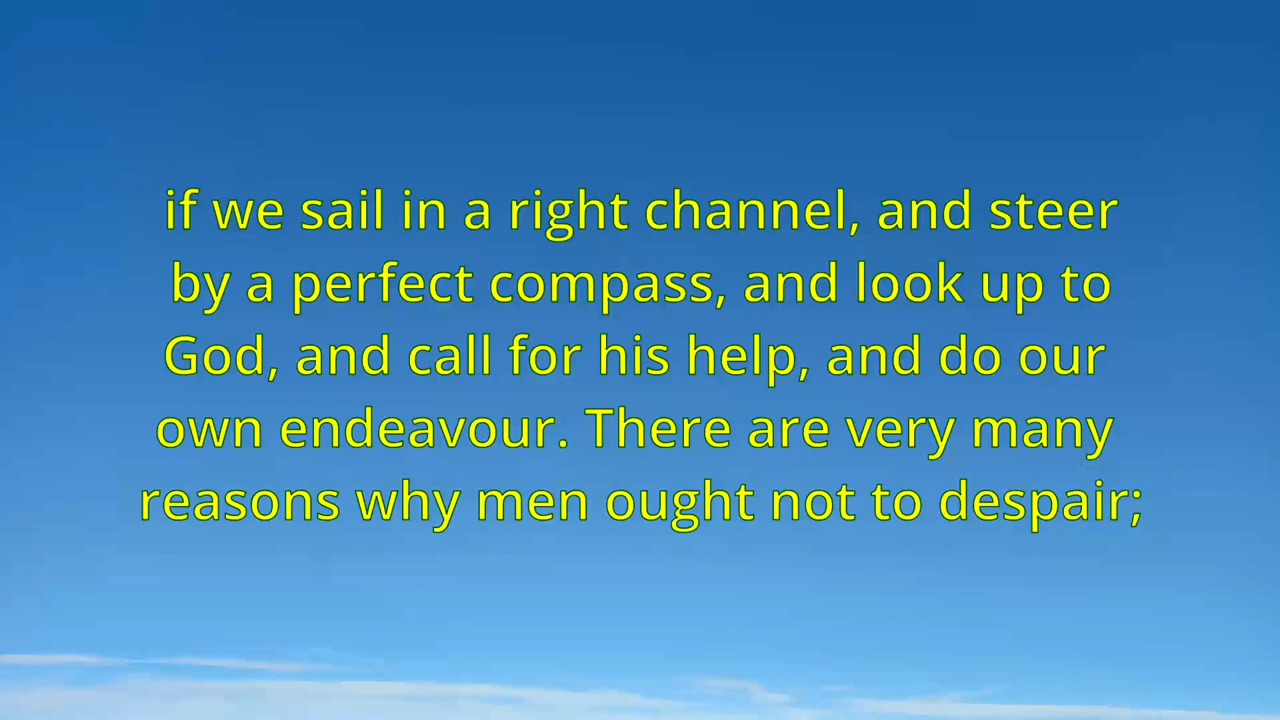 if we sail in a right channel, and steer
by a perfect compass, and look up to
God, and call for his help, and do our
own endeavour. There are very many
reasons why men ought not to despair;